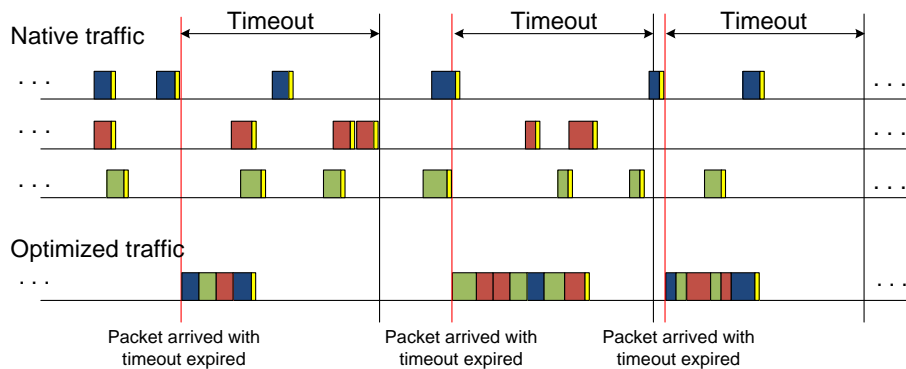 Timeout Timeout Timeout
Native traffic
. . . . . .
. . . . . .
. . . . . .
Optimized traffic
. . . . . .
Packet arrived with Packet arrived with Packet arrived with
timeout expired timeout expired timeout expired